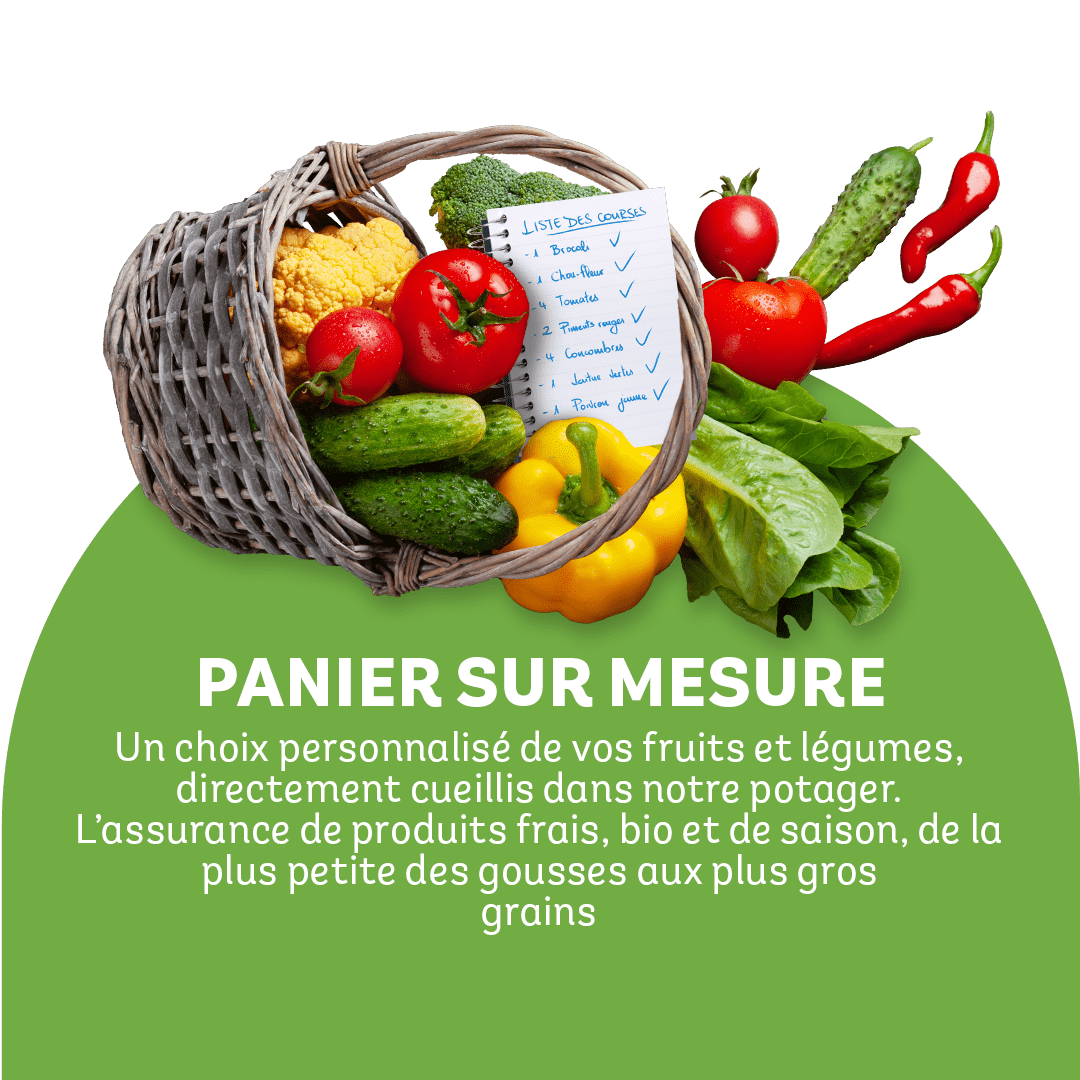 LISTE DES COURSES
- 1 Brocoli ✓
- 1 Chou-fleur ✓
- 4 Tomates ✓
- 2 Piments rouges ✓
- 4 Concombres ✓
- 1 Laitue vertes ✓
- 1 Poivron jaune ✓
PANIER SUR MESURE
Un choix personnalisé de vos fruits et légumes,
directement cueillis dans notre potager.
L’assurance de produits frais, bio et de saison, de la
plus petite des gousses aux plus gros
grains